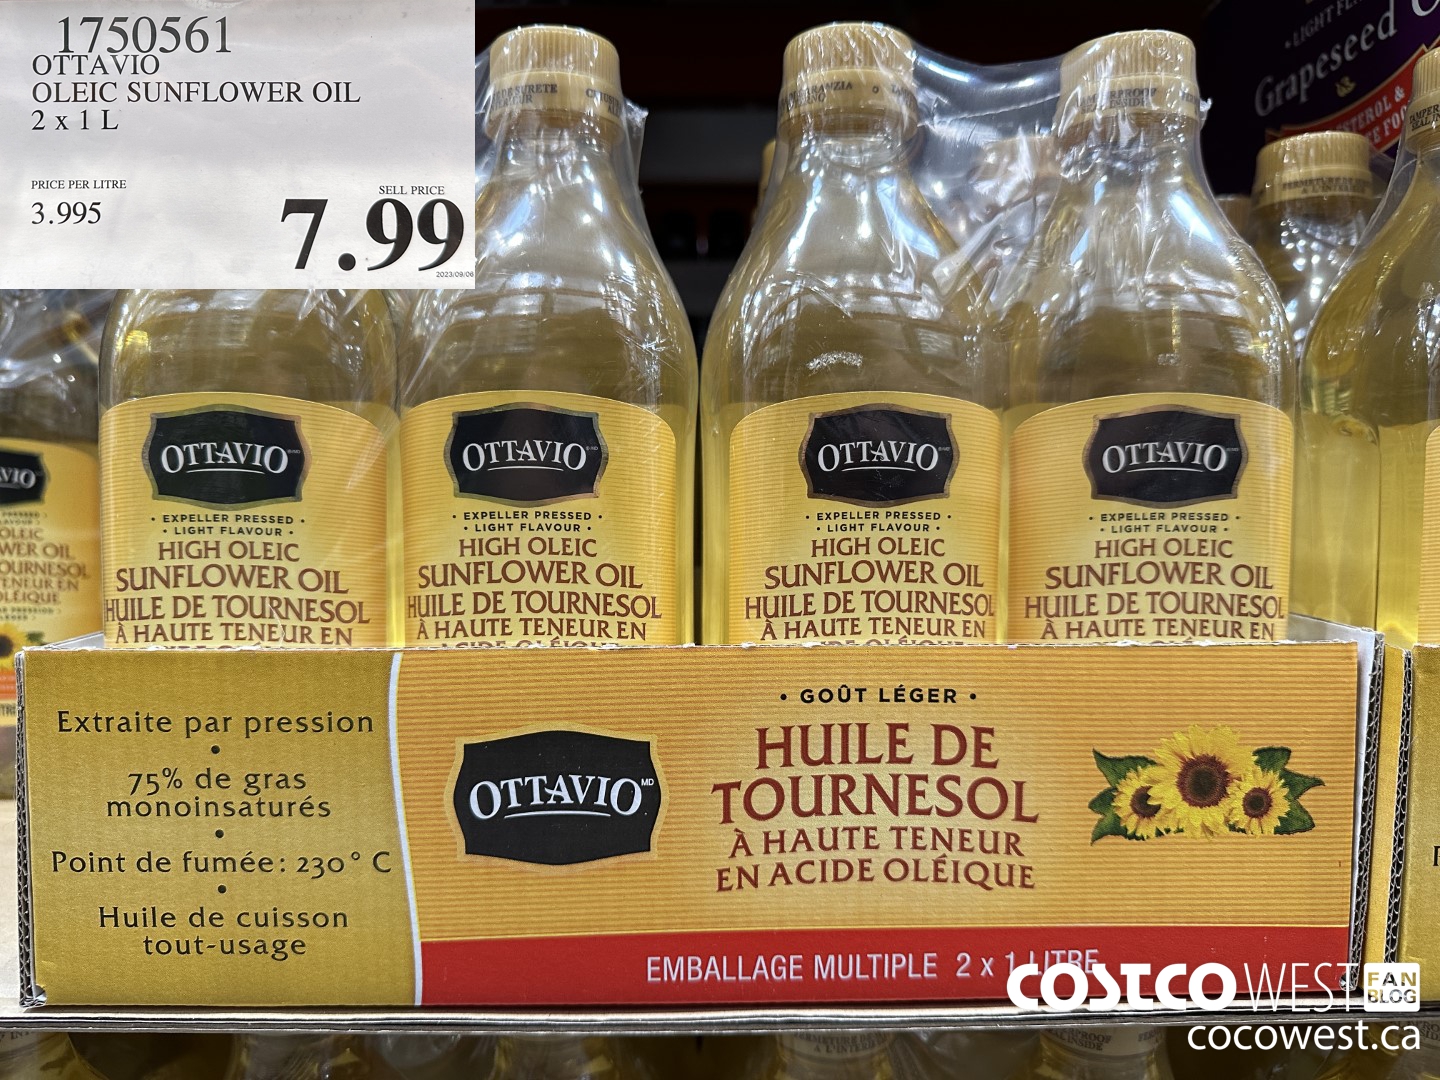 1750561
OTTAVIO
OLEIC SUNFLOWER OIL
2 x 1 L
PRICE PER LITRE
3.995
SELL PRICE
7.99
2023/09/06
• LIGHT
Grapeseed
OTTAVIO
• EXPELLER PRESSED •
• LIGHT FLAVOUR •
HIGH OLEIC
SUNFLOWER OIL
HUILE DE TOURNESOL
À HAUTE TENEUR EN
OTTAVIO
• EXPELLER PRESSED •
• LIGHT FLAVOUR •
HIGH OLEIC
SUNFLOWER OIL
HUILE DE TOURNESOL
À HAUTE TENEUR EN
ACIDE OLÉIQUE
OTTAVIO
• EXPELLER PRESSED •
• LIGHT FLAVOUR •
HIGH OLEIC
SUNFLOWER OIL
HUILE DE TOURNESOL
À HAUTE TENEUR EN
ACIDE OLÉIQUE
OTTAVIO
• EXPELLER PRESSED •
• LIGHT FLAVOUR •
HIGH OLEIC
SUNFLOWER OIL
HUILE DE TOURNESOL
À HAUTE TENEUR EN
Extraite par pression
•
75% de gras
monoinsaturés
•
Point de fumée: 230° C
•
Huile de cuisson
tout-usage
OTTAVIO MD
• GOÛT LÉGER •
HUILE DE
TOURNESOL
À HAUTE TENEUR
EN ACIDE OLÉIQUE
EMBALLAGE MULTIPLE 2 x 1 LITRE
COSTCO WEST FAN BLOG
cocowest.ca